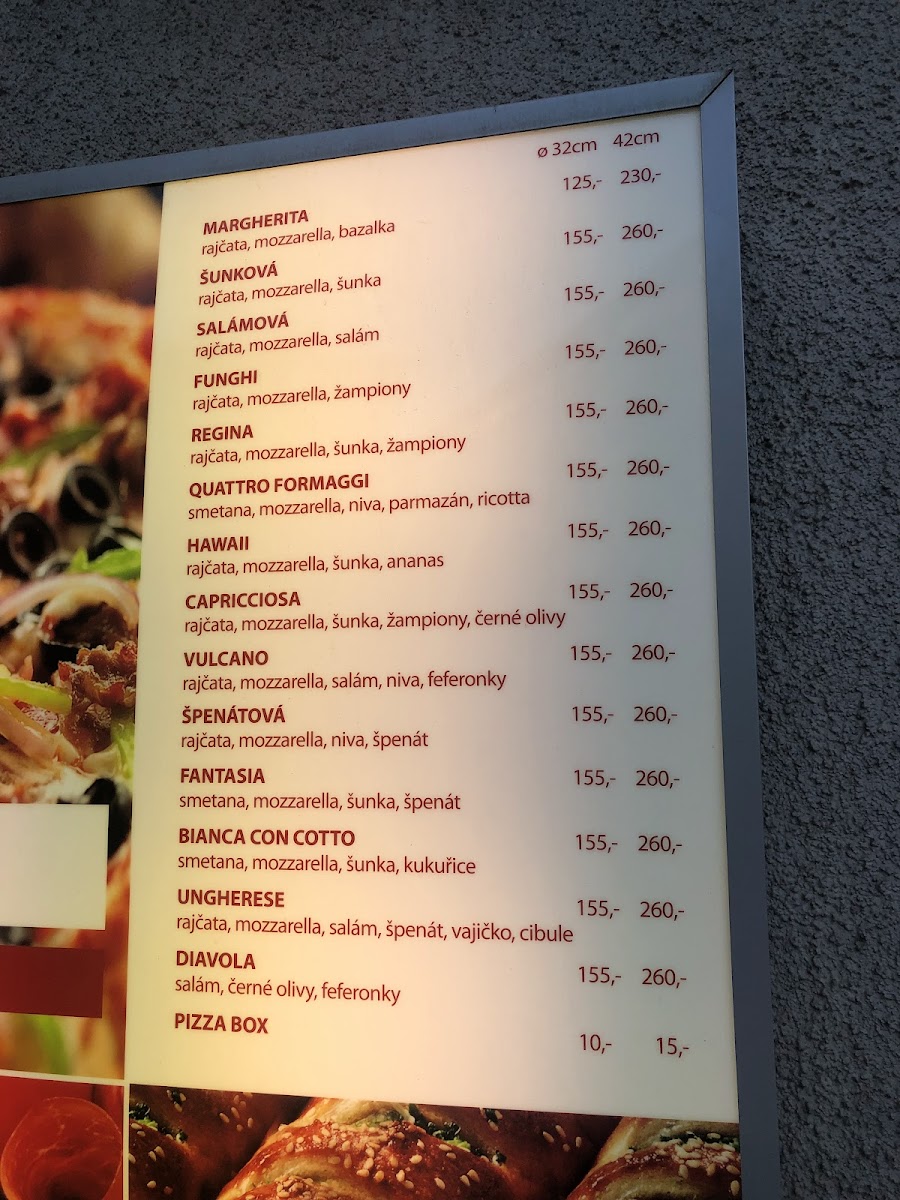 ø 32cm 42cm
MARGHERITA 125,- 230,-
rajčata, mozzarella, bazalka
ŠUNKOVÁ 155,- 260,-
rajčata, mozzarella, šunka
SALÁMOVÁ 155,- 260,-
rajčata, mozzarella, salám
FUNGHI 155,- 260,-
rajčata, mozzarella, žampiony
REGINA 155,- 260,-
rajčata, mozzarella, šunka, žampiony
QUATTRO FORMAGGI 155,- 260,-
smetana, mozzarella, niva, parmazán, ricotta
HAWAII 155,- 260,-
rajčata, mozzarella, šunka, ananas
CAPRICCIOSA 155,- 260,-
rajčata, mozzarella, šunka, žampiony, černé olivy
VULCANO 155,- 260,-
rajčata, mozzarella, salám, niva, feferonky
ŠPENÁTOVÁ 155,- 260,-
rajčata, mozzarella, niva, špenát
FANTASIA 155,- 260,-
smetana, mozzarella, šunka, špenát
BIANCA CON COTTO 155,- 260,-
smetana, mozzarella, šunka, kukuřice
UNGHERESE 155,- 260,-
rajčata, mozzarella, salám, špenát, vajičko, cibule
DIAVOLA 155,- 260,-
salám, černé olivy, feferonky
PIZZA BOX 10,- 15,-